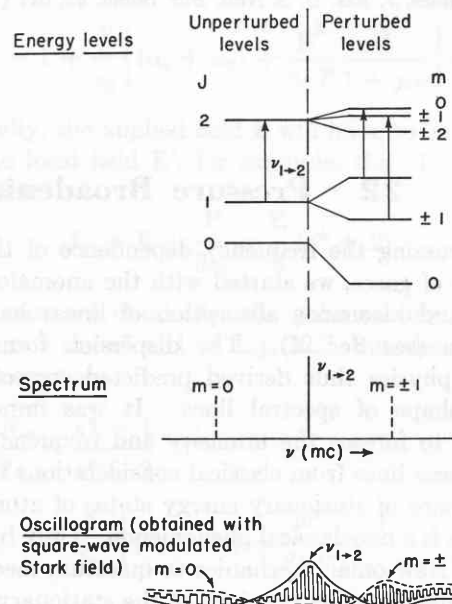 Energy levels
Unperturbed levels
Perturbed levels
J
m
2
1
0
ν1→2
0
± 1
± 2
± 1
0
Spectrum
m=0
ν1→2
m=±1
ν (mc) →
Oscillogram (obtained with
square-wave modulated
Stark field)
m=0
ν1→2
m=±